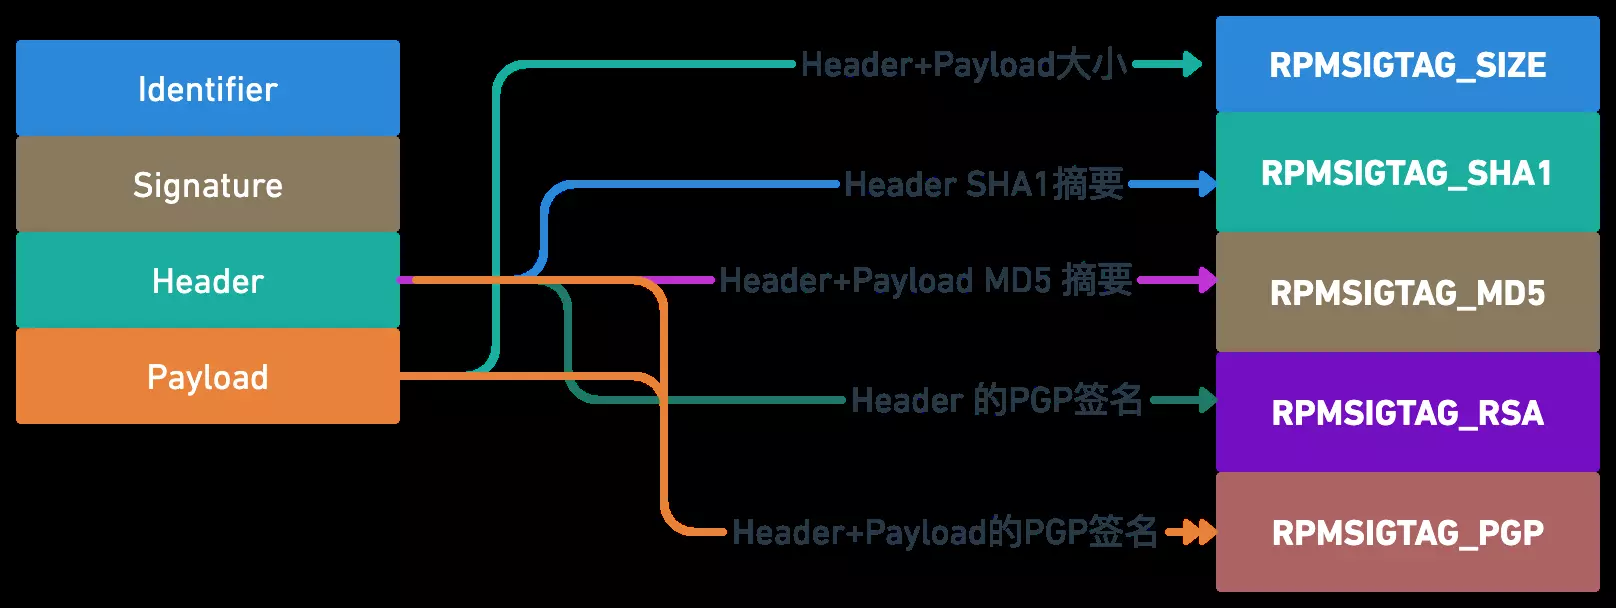 Identifier
Signature
Header
Payload
Header+Payload大小
Header SHA1摘要
Header+Payload MD5 摘要
Header 的PGP签名
Header+Payload的PGP签名
RPMSIGTAG_SIZE
RPMSIGTAG_SHA1
RPMSIGTAG_MD5
RPMSIGTAG_RSA
RPMSIGTAG_PGP